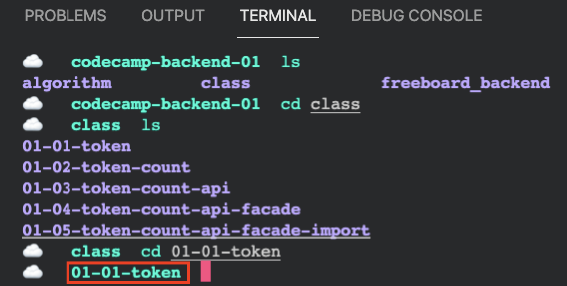 PROBLEMS OUTPUT TERMINAL DEBUG CONSOLE
codecamp-backend-01 ls
algorithm class freeboard_backend
codecamp-backend-01 cd class
class ls
01-01-token
01-02-token-count
01-03-token-count-api
01-04-token-count-api-facade
01-05-token-count-api-facade-import
class cd 01-01-token
01-01-token